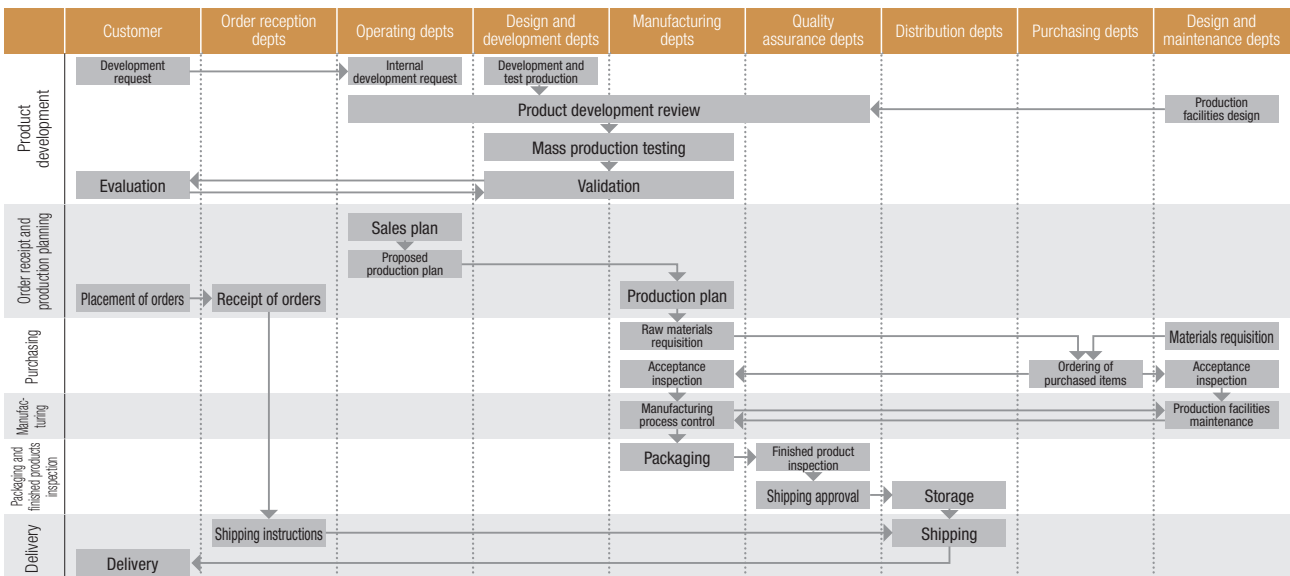 Customer
Order reception
depts
Operating depts
Design and
development depts
Manufacturing
depts
Quality
assurance depts
Distribution depts
Purchasing depts
Design and
maintenance depts
Product
development
Development
request
Internal
development request
Development and
test production
Product development review
Production
facilities design
Mass production testing
Evaluation
Validation
Order receipt and
production planning
Sales plan
Proposed
production plan
Placement of orders
Receipt of orders
Production plan
Purchasing
Raw materials
requisition
Materials requisition
Acceptance
inspection
Ordering of
purchased items
Acceptance
inspection
Manufac-
turing
Manufacturing
process control
Production facilities
maintenance
Packaging and
finished products
inspection
Packaging
Finished product
inspection
Shipping approval
Storage
Delivery
Shipping instructions
Shipping
Delivery